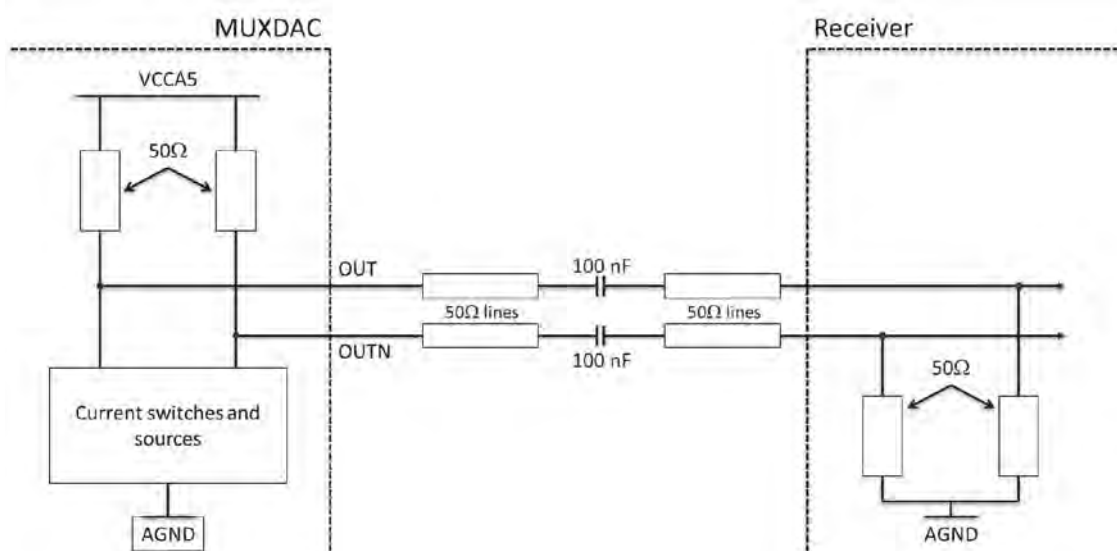 MUXDAC
Receiver
VCCA5
50Ω
OUT
100 nF
50Ω lines
50Ω lines
OUTN
100 nF
50Ω
Current switches and
sources
AGND
AGND